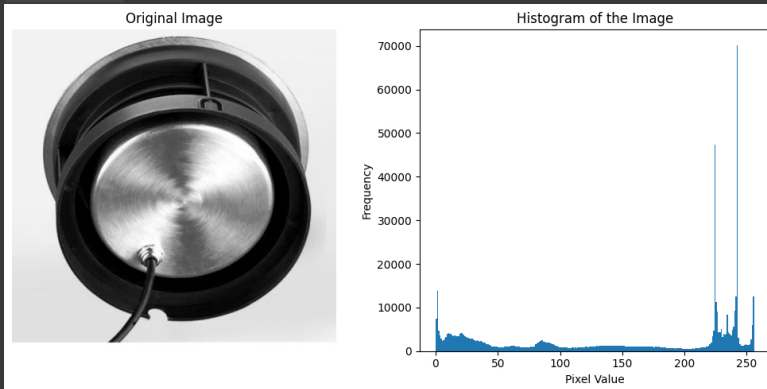 Original Image
Histogram of the Image
70000
60000
50000
40000
30000
20000
10000
0
Frequency
0 50 100 150 200 250
Pixel Value